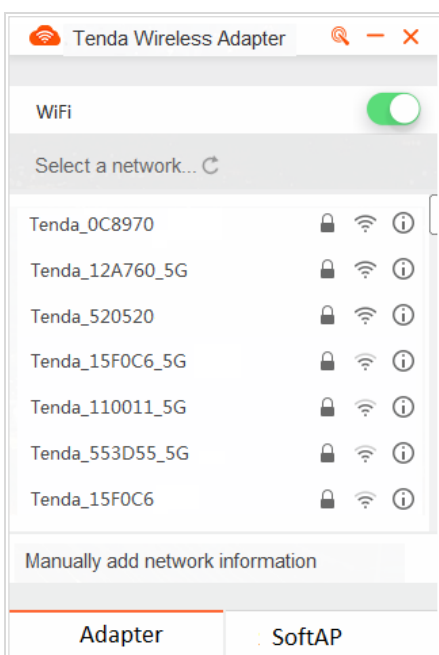 Tenda Wireless Adapter
WiFi
Select a network...
Tenda_0C8970
Tenda_12A760_5G
Tenda_520520
Tenda_15F0C6_5G
Tenda_110011_5G
Tenda_553D55_5G
Tenda_15F0C6
Manually add network information
Adapter SoftAP